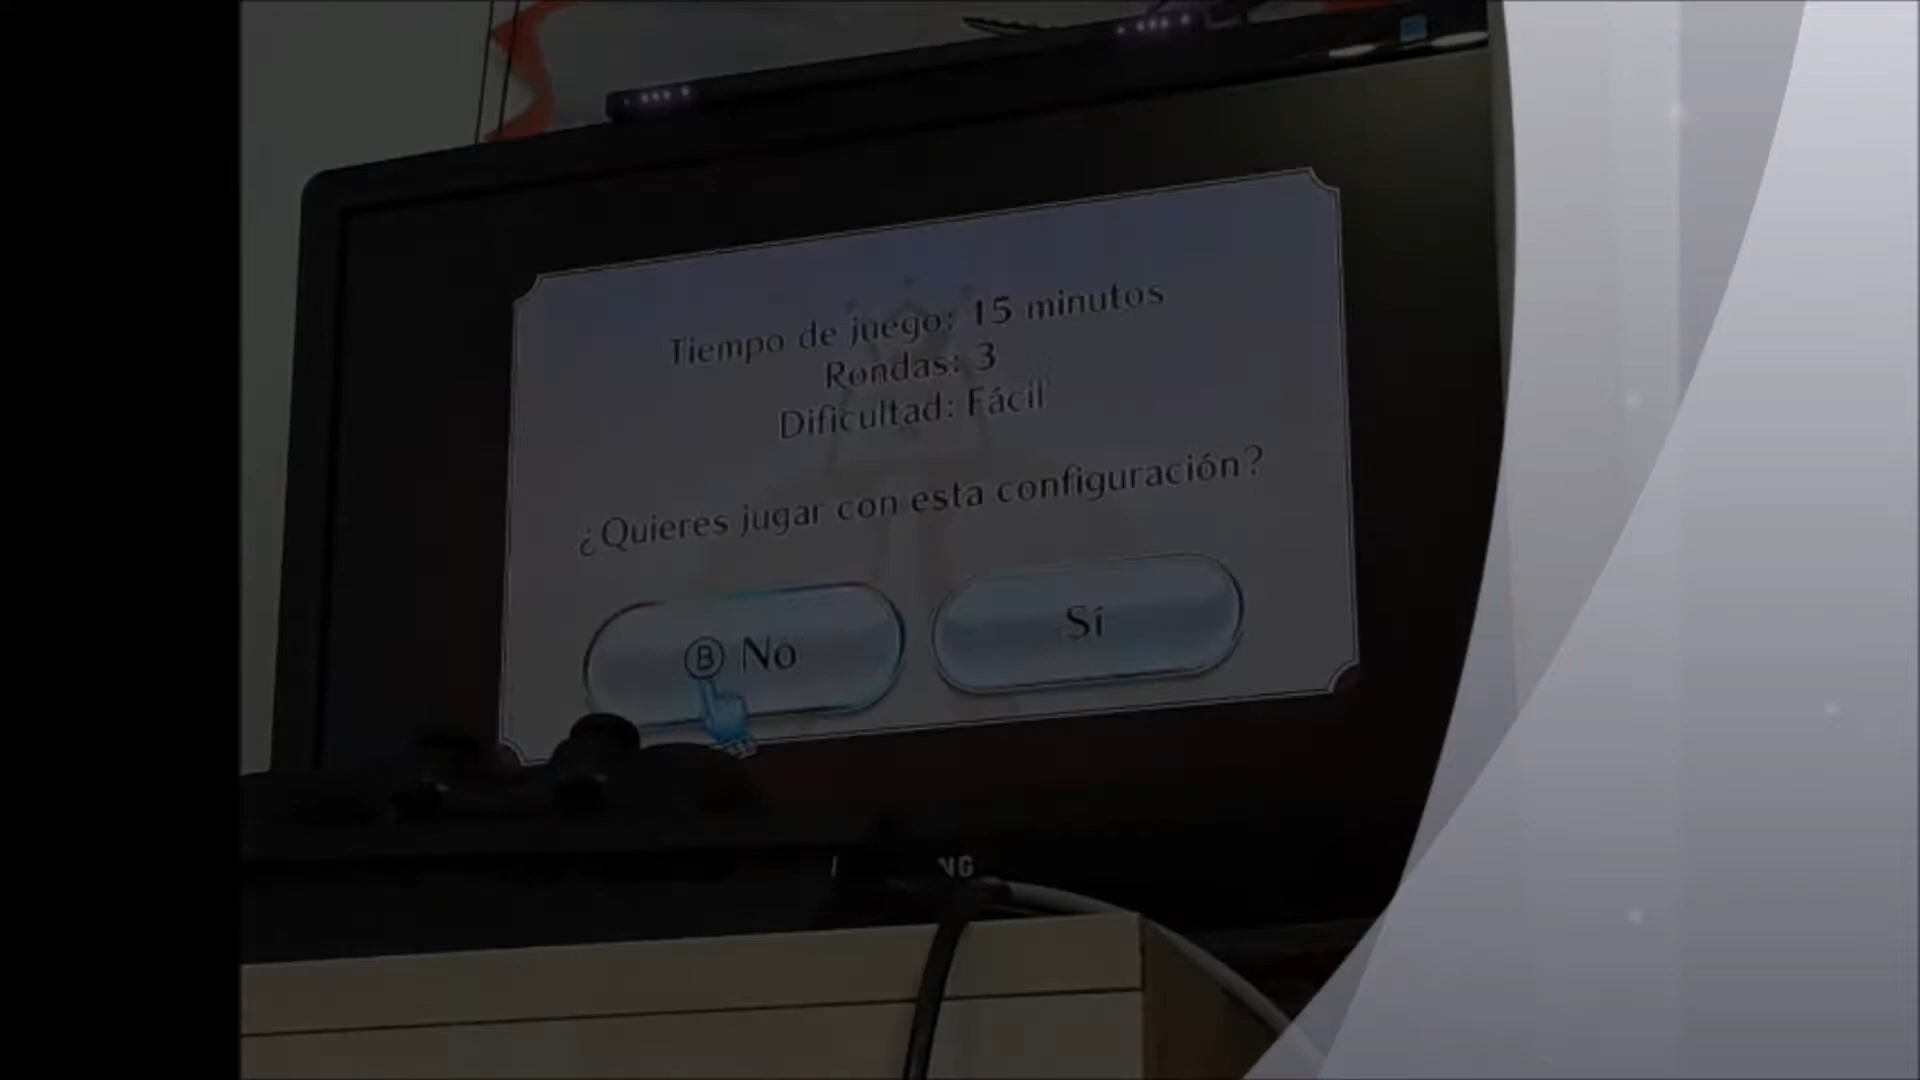 Tiempo de juego: 15 minutos
Rondas: 3
Dificultad: Fácil
¿Quieres jugar con esta configuración?
Ⓑ No
Sí